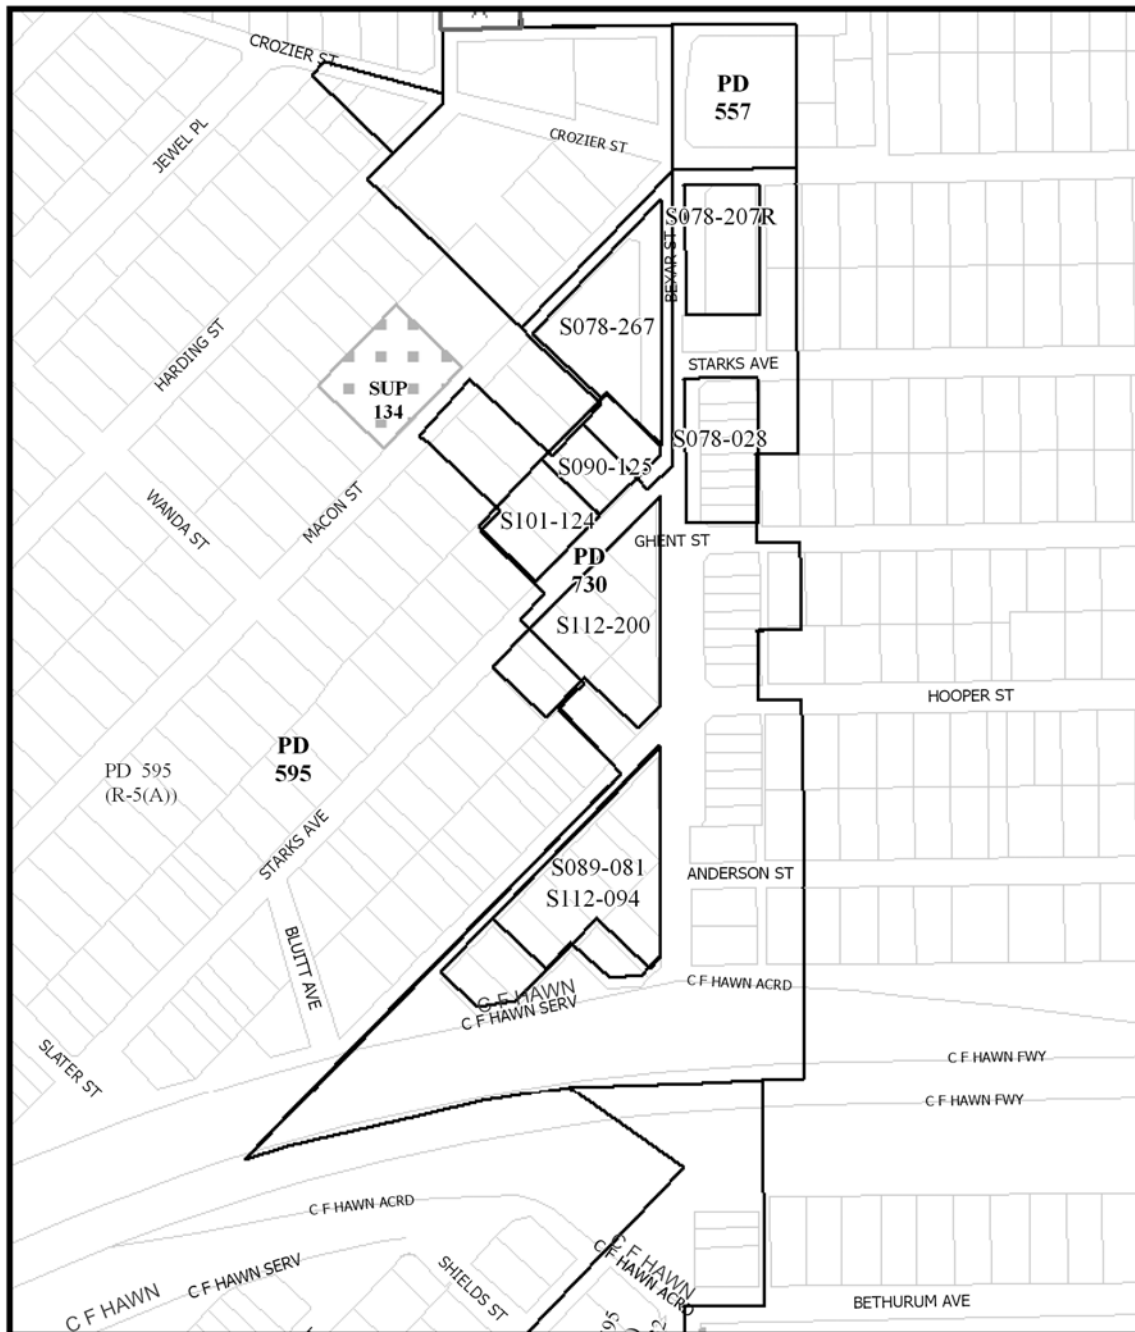 CROZIER ST
PD
557
JEWEL PL
CROZIER ST
S078-207R
BEXAR ST
S078-267
HARDING ST
STARKS AVE
SUP
134
S078-028
S090-125
WANDA ST
MACON ST
S101-124
GHENT ST
PD
730
S112-200
HOOPER ST
PD
595
PD 595
(R-5(A))
STARKS AVE
S089-081
ANDERSON ST
S112-094
BLUITT AVE
C F HAWN ACRD
C F HAWN
C F HAWN SERV
SLATER ST
C F HAWN FWY
C F HAWN FWY
C F HAWN ACRD
C F HAWN
C F HAWN ACRD
C F HAWN SERV
SHIELDS ST
C F HAWN
BETHURUM AVE